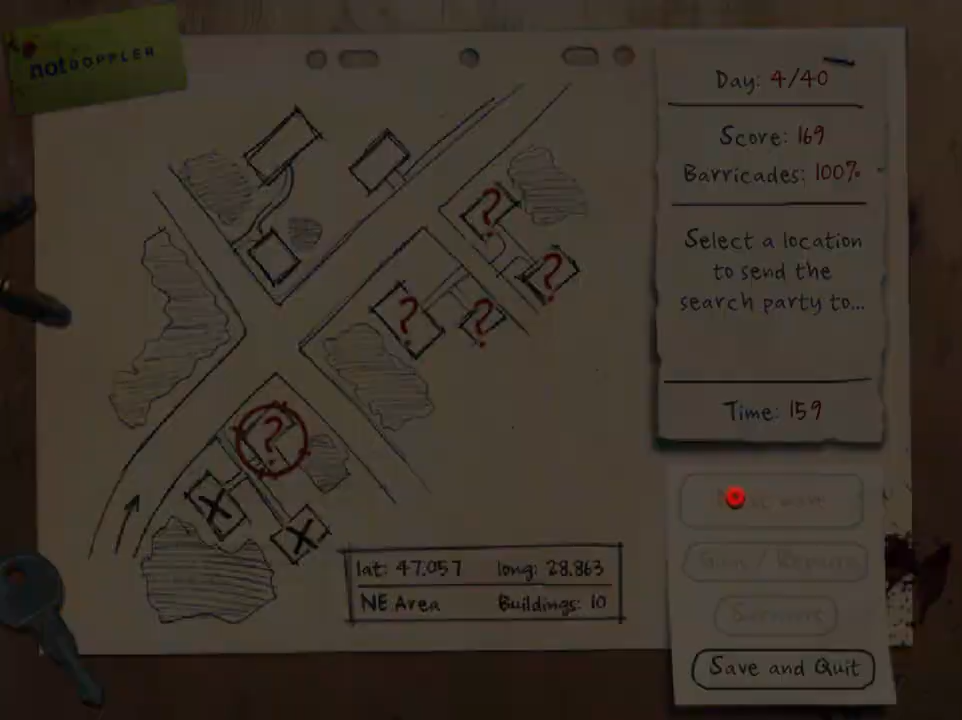 notDOPPLER
Day: 4/40
Score: 169
Barricades: 100%
Select a location
to send the
search party to...
Time: 159
?
?
?
?
?
X
X
lat: 47.057 long: 28.863
NE Area Buildings: 10
Survivors
Save and Quit